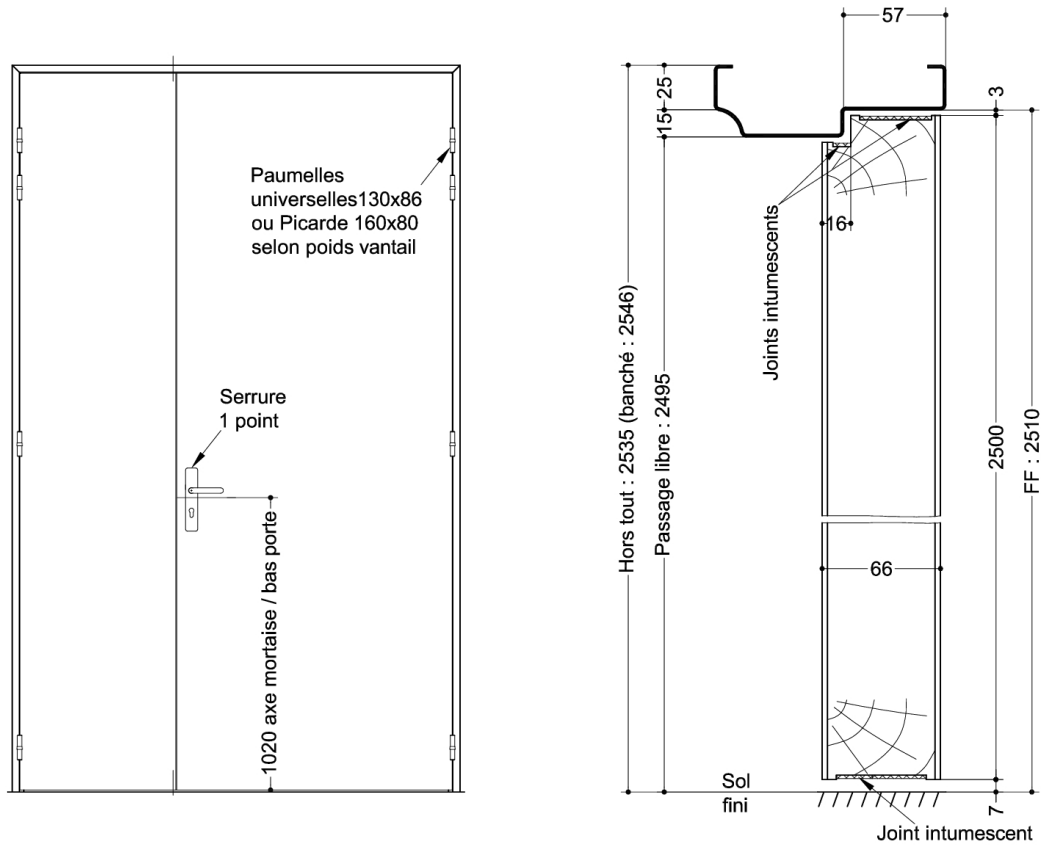 Paumelles
universelles130x86
ou Picarde 160x80
selon poids vantail
Serrure
1 point
1020 axe mortaise / bas porte
57
25
15
3
16
Joints intumescents
Hors tout : 2535 (banché : 2546)
Passage libre : 2495
2500
FF : 2510
66
Sol
fini
7
Joint intumescent